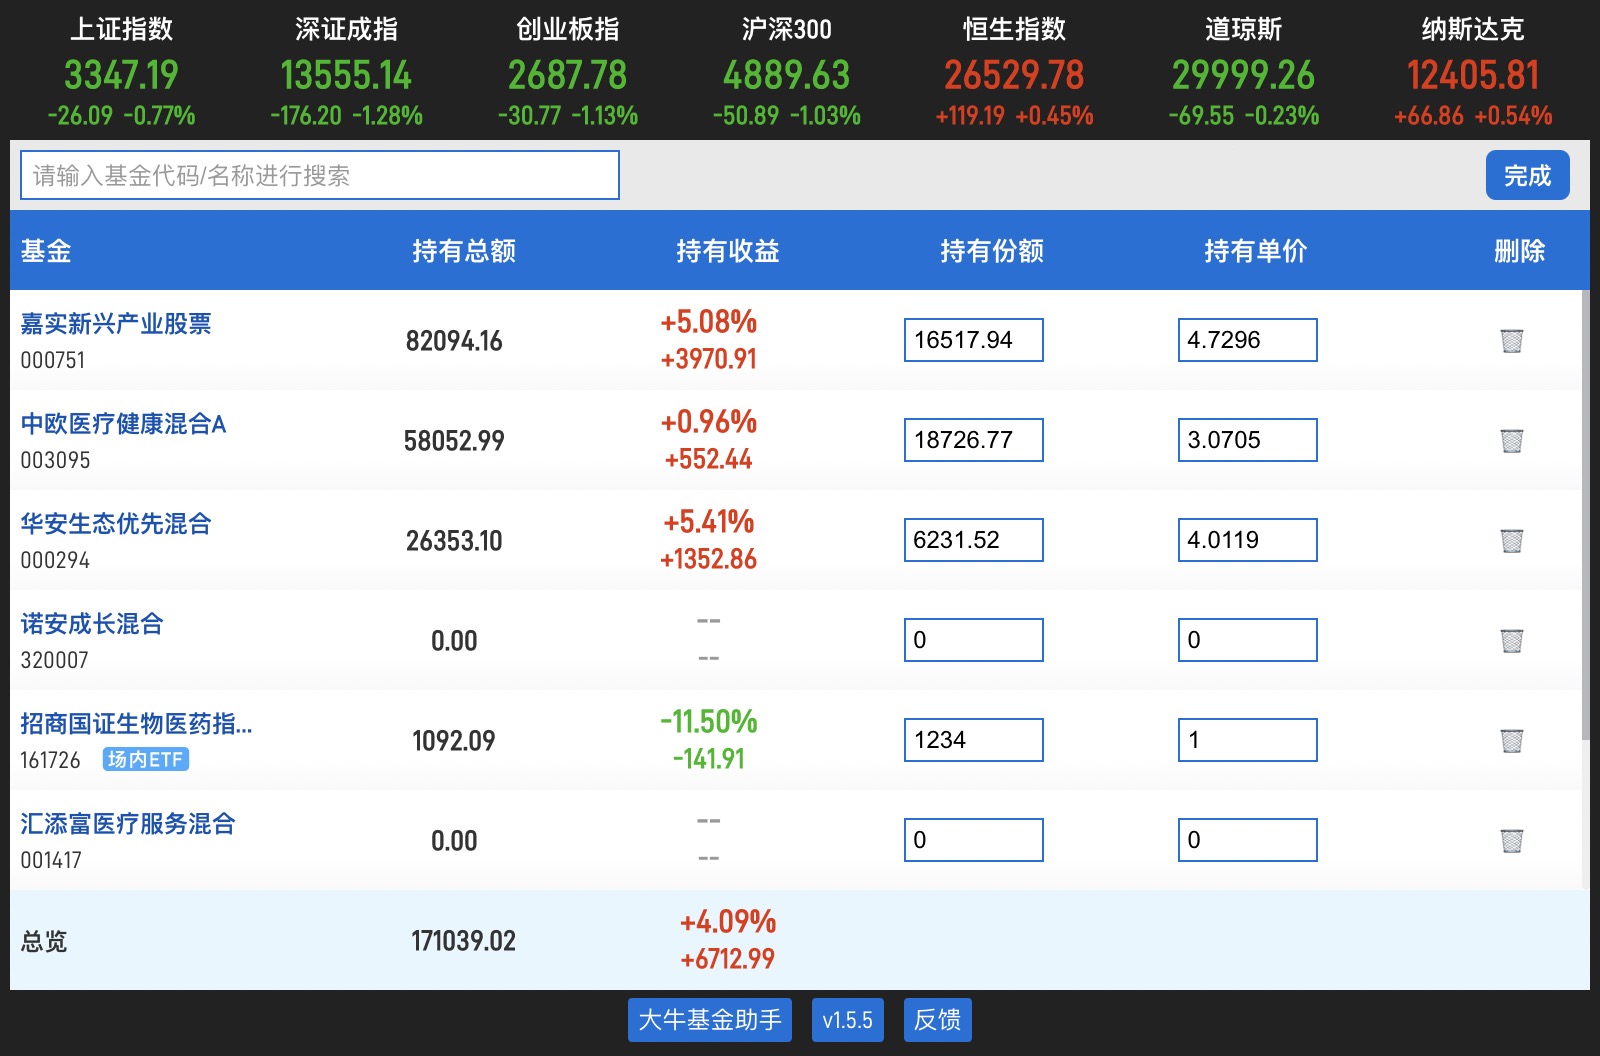 上证指数 深证成指 创业板指 沪深300 恒生指数 道琼斯 纳斯达克
3347.19 13555.14 2687.78 4889.63 26529.78 29999.26 12405.81
-26.09 -0.77% -176.20 -1.28% -30.77 -1.13% -50.89 -1.03% +119.19 +0.45% -69.55 -0.23% +66.86 +0.54%
请输入基金代码/名称进行搜索 完成
基金 持有总额 持有收益 持有份额 持有单价 删除
嘉实新兴产业股票
000751
82094.16
+5.08%
+3970.91
16517.94
4.7296
中欧医疗健康混合A
003095
58052.99
+0.96%
+552.44
18726.77
3.0705
华安生态优先混合
000294
26353.10
+5.41%
+1352.86
6231.52
4.0119
诺安成长混合
320007
0.00
--
--
0
0
招商国证生物医药指...
161726 场内ETF
1092.09
-11.50%
-141.91
1234
1
汇添富医疗服务混合
001417
0.00
--
--
0
0
总览
171039.02
+4.09%
+6712.99
大牛基金助手 v1.5.5 反馈